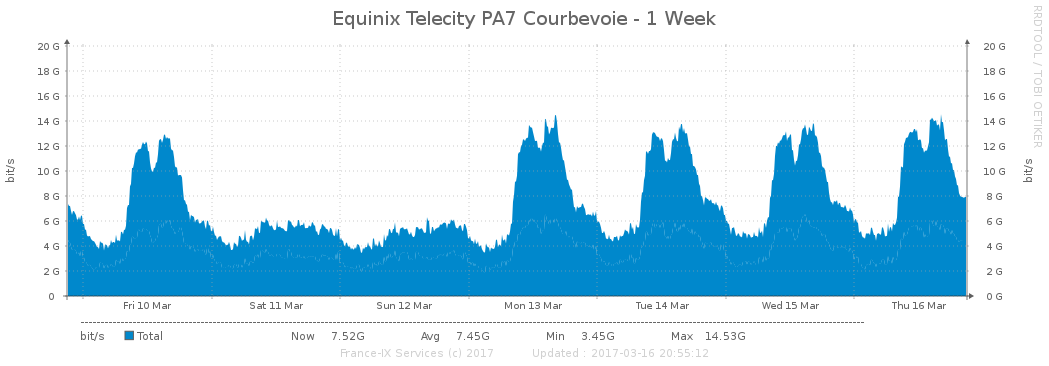 Equinix Telecity PA7 Courbevoie - 1 Week
RRDTOOL / TOBI OETIKER
20 G 20 G
18 G 18 G
16 G 16 G
14 G 14 G
12 G 12 G
10 G 10 G
8 G 8 G
6 G 6 G
4 G 4 G
2 G 2 G
0 0 G
bit/s bit/s
Fri 10 Mar Sat 11 Mar Sun 12 Mar Mon 13 Mar Tue 14 Mar Wed 15 Mar Thu 16 Mar
bit/s Total Now 7.52G Avg 7.45G Min 3.45G Max 14.53G
France-IX Services (c) 2017 Updated : 2017-03-16 20:55:12